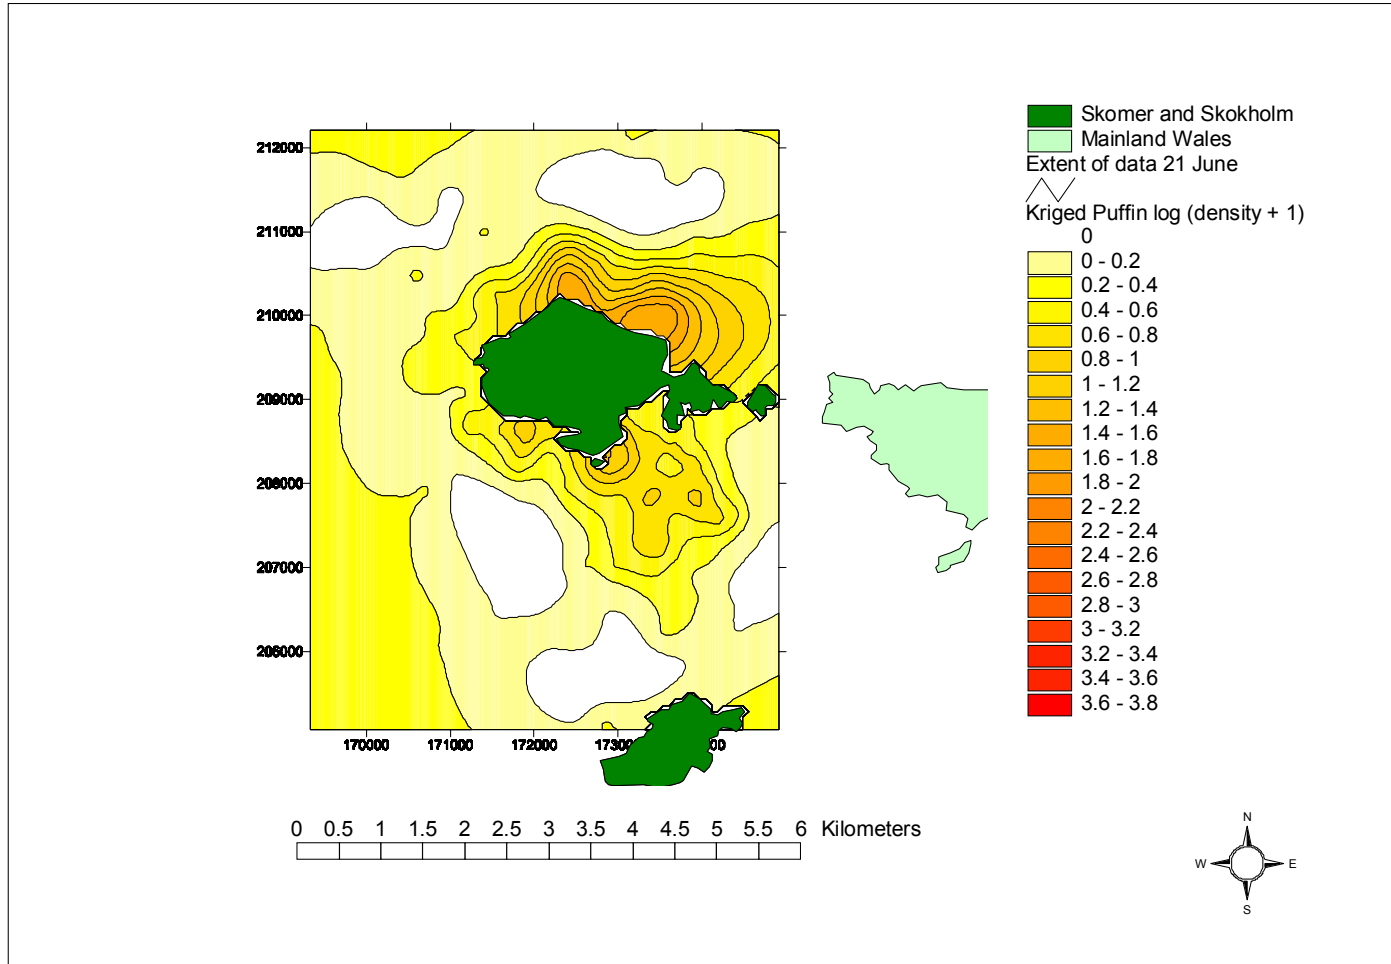 Skomer and Skokholm
Mainland Wales
Extent of data 21 June
Kriged Puffin log (density + 1)
0
0 - 0.2
0.2 - 0.4
0.4 - 0.6
0.6 - 0.8
0.8 - 1
1 - 1.2
1.2 - 1.4
1.4 - 1.6
1.6 - 1.8
1.8 - 2
2 - 2.2
2.2 - 2.4
2.4 - 2.6
2.6 - 2.8
2.8 - 3
3 - 3.2
3.2 - 3.4
3.4 - 3.6
3.6 - 3.8
212000
211000
210000
209000
208000
207000
206000
170000 171000 172000
0 0.5 1 1.5 2 2.5 3 3.5 4 4.5 5 5.5 6 Kilometers
N
W E
S